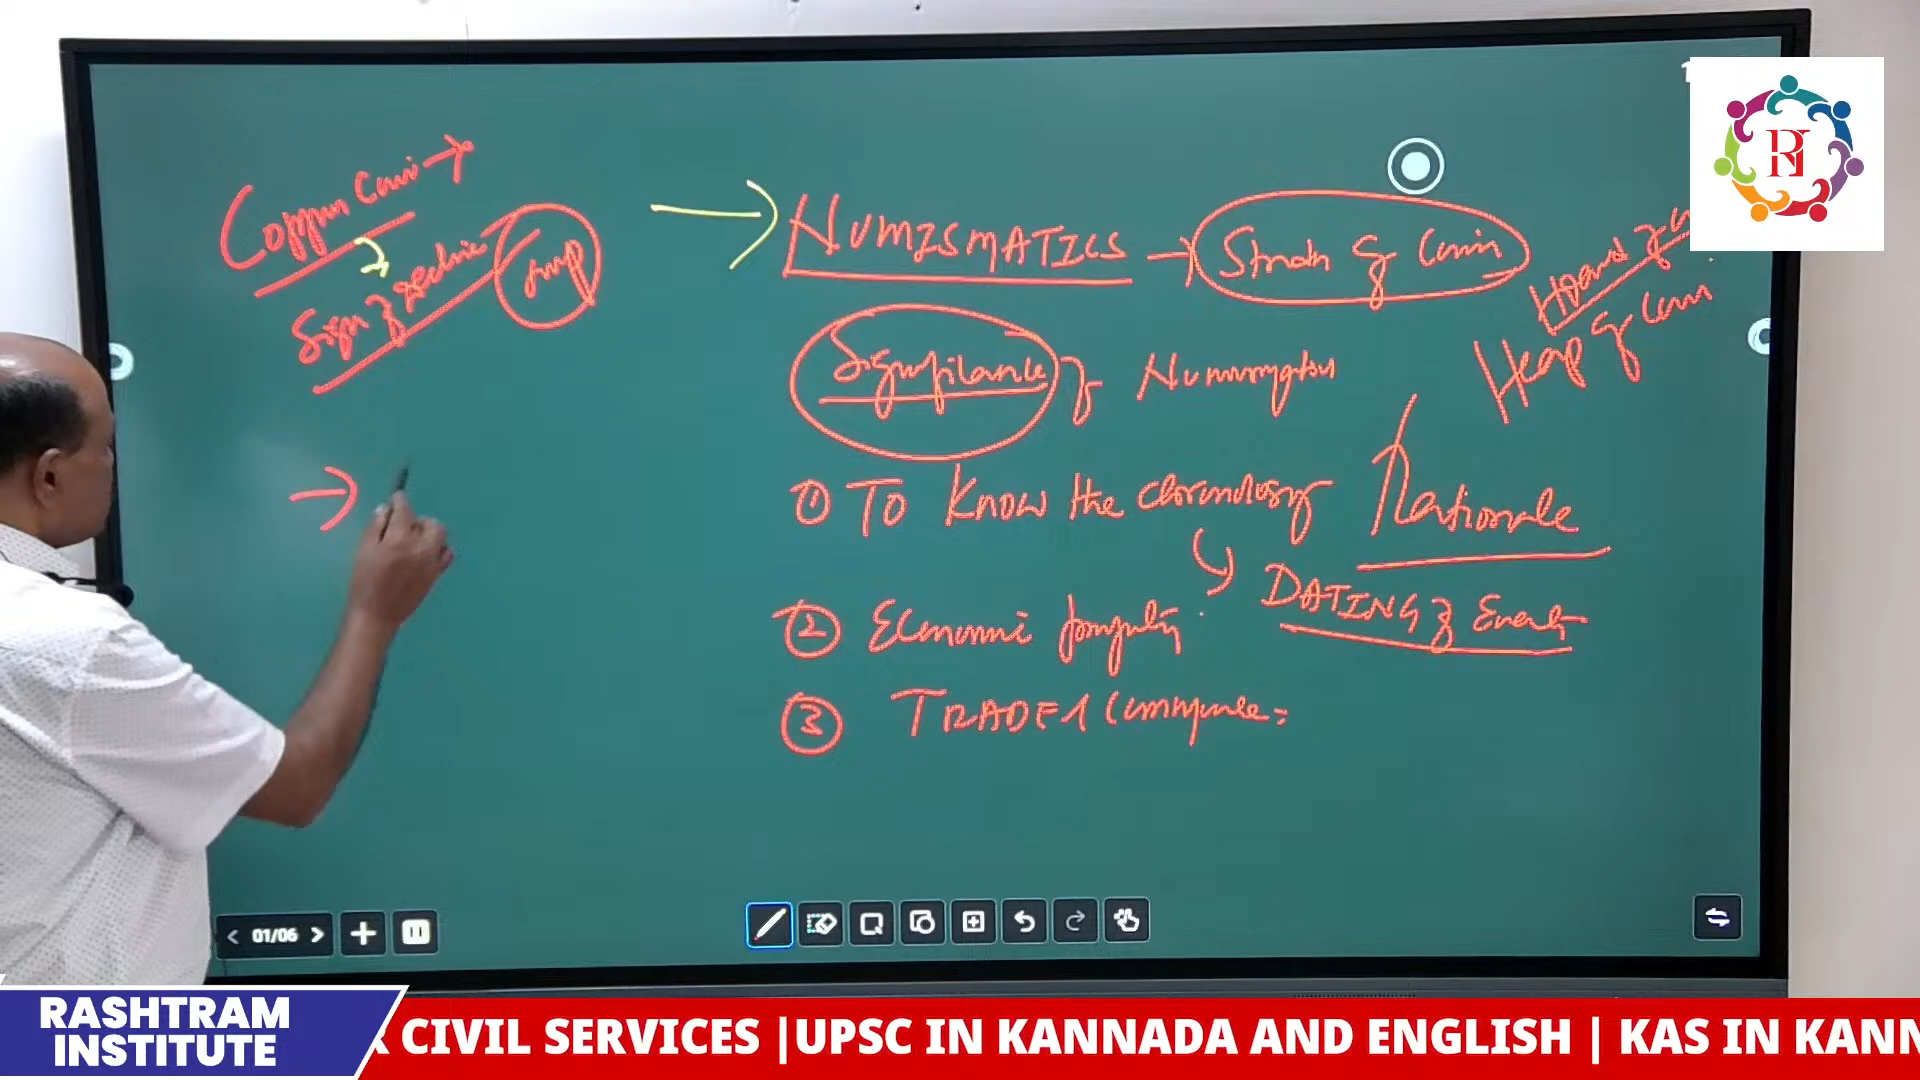 Copper Coin →
Sign of decline
→ NUMISMATICS → Study of Coins
Hoard of
Heap of Coins
Significance of Numismatics
① TO KNOW the chronology
Rationale
DATING of Events
② Economic prosperity
③ TRADE & Commerce
< 01/06 >
RI
RASHTRAM
INSTITUTE
CIVIL SERVICES |UPSC IN KANNADA AND ENGLISH | KAS IN KANN